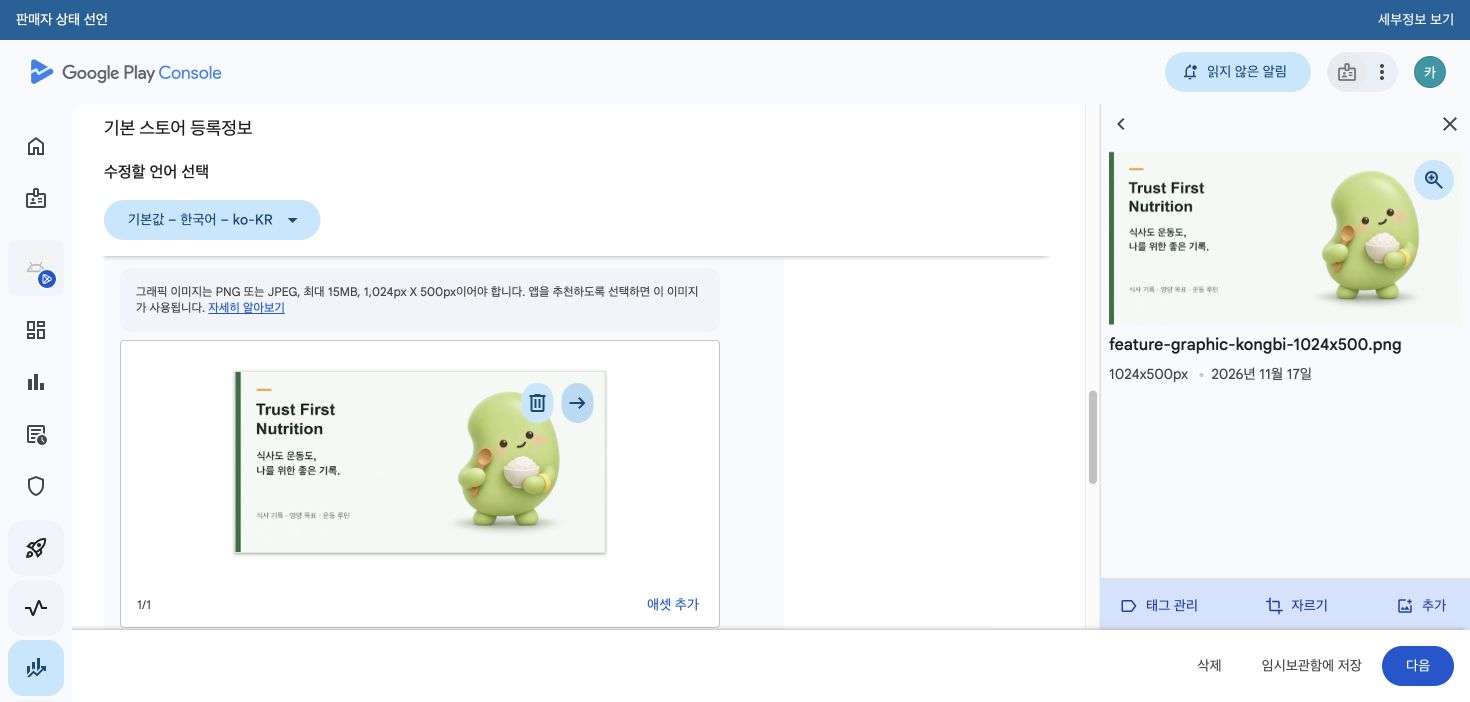 판매자 상태 선언
세부정보 보기
Google Play Console
읽지 않은 알림
카
기본 스토어 등록정보
수정할 언어 선택
기본값 – 한국어 – ko-KR
그래픽 이미지는 PNG 또는 JPEG, 최대 15MB, 1,024px X 500px이어야 합니다. 앱을 추천하도록 선택하면 이 이미지
가 사용됩니다. 자세히 알아보기
Trust First
Nutrition
식사도 운동도,
나를 위한 좋은 기록.
식사 기록 · 영양 목표 · 운동 루틴
1/1
애셋 추가
Trust First
Nutrition
식사도 운동도,
나를 위한 좋은 기록.
식사 기록 · 영양 목표 · 운동 루틴
feature-graphic-kongbi-1024x500.png
1024x500px • 2026년 11월 17일
태그 관리
자르기
추가
삭제
임시보관함에 저장
다음